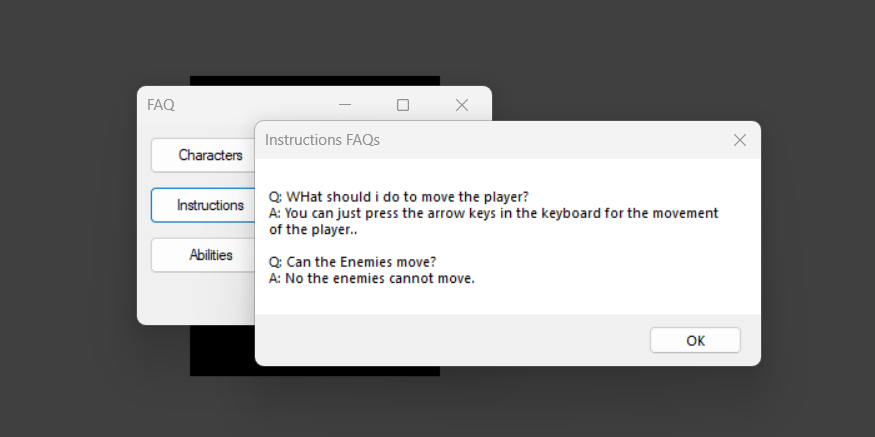 FAQ
Characters
Instructions
Abilities
Instructions FAQs
Q: WHat should i do to move the player?
A: You can just press the arrow keys in the keyboard for the movement
of the player..
Q: Can the Enemies move?
A: No the enemies cannot move.
OK